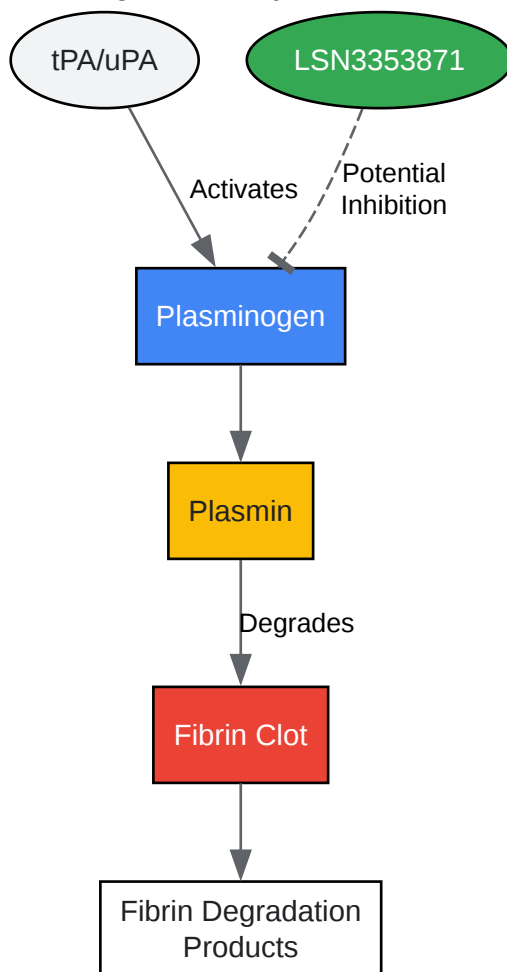 tPA/uPA
LSN3353871
Activates
Potential
Inhibition
Plasminogen
Plasmin
Degrades
Fibrin Clot
Fibrin Degradation
Products